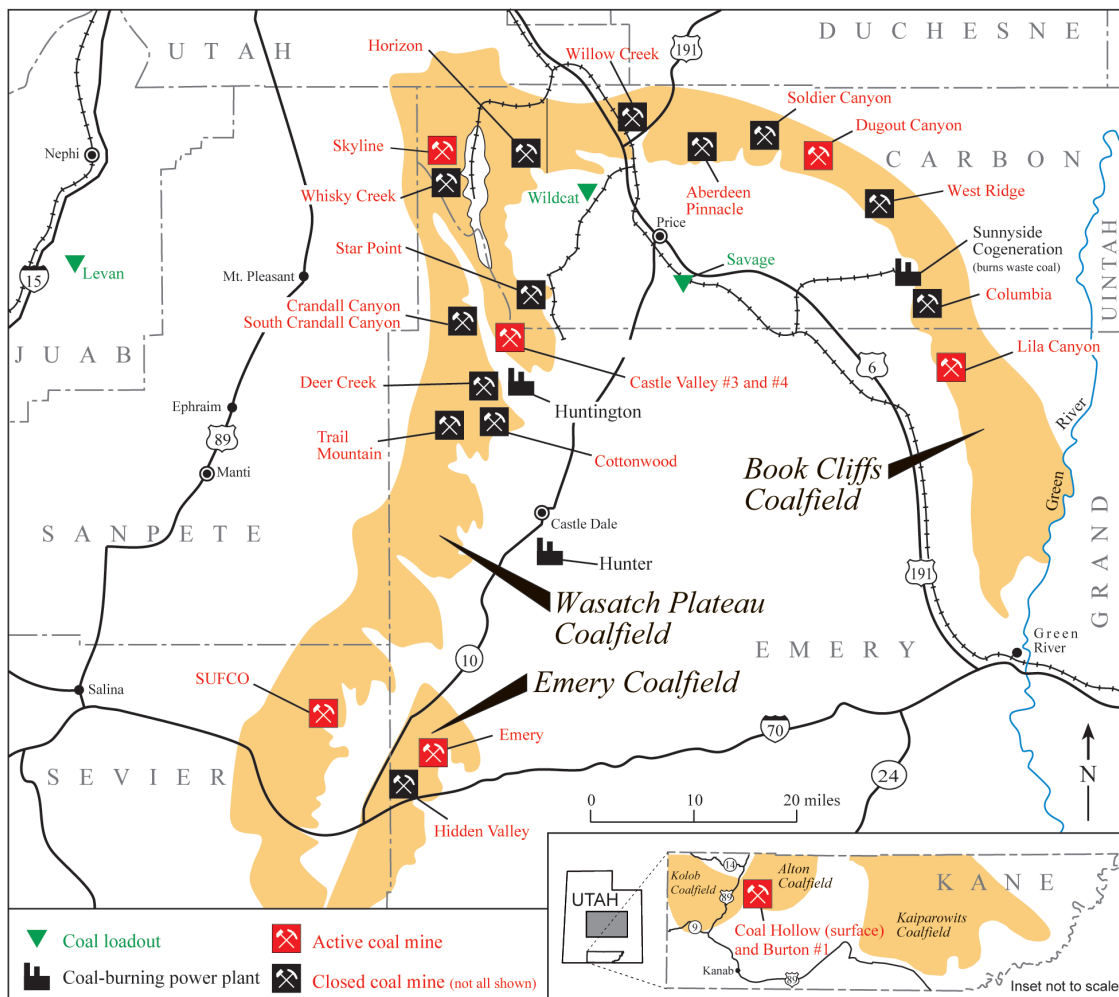 UTAH
DUCHESNE
191
Horizon
Willow Creek
Soldier Canyon
Dugout Canyon
Nephi
Skyline
CARBON
Whisky Creek
Wildcat
Aberdeen
Pinnacle
West Ridge
Price
Star Point
Sunnyside
Cogeneration
(burns waste coal)
UINTAH
Levan
15
Mt. Pleasant
Savage
Columbia
Crandall Canyon
South Crandall Canyon
JUAB
Lila Canyon
6
Castle Valley #3 and #4
Deer Creek
Huntington
Ephraim
89
Trail
Mountain
Cottonwood
Green River
Book Cliffs
Coalfield
Manti
SANPETE
Castle Dale
GRAND
Hunter
191
Wasatch Plateau
Coalfield
Green
River
EMERY
10
SUFCO
Salina
Emery Coalfield
Emery
70
SEVIER
24
N
Hidden Valley
0
10
20 miles
Coal loadout
Coal-burning power plant
Active coal mine
Closed coal mine (not all shown)
UTAH
Kolob
Coalfield
14
89
Alton
Coalfield
KANE
9
Coal Hollow (surface)
and Burton #1
Kaiparowits
Coalfield
Kanab
89
Inset not to scale